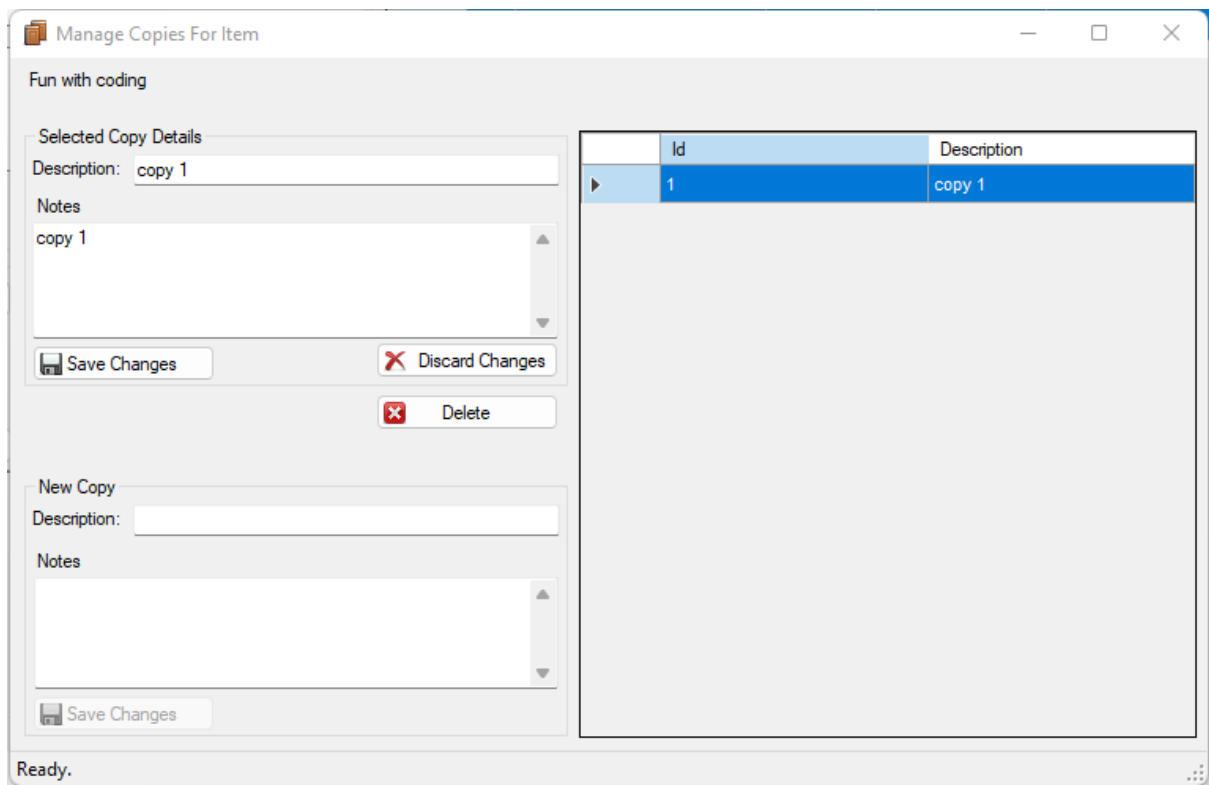 Manage Copies For Item
Fun with coding
Selected Copy Details
Description: copy 1
Notes
copy 1
Save Changes
Discard Changes
Delete
New Copy
Description:
Notes
Save Changes
Id Description
1 copy 1
Ready.